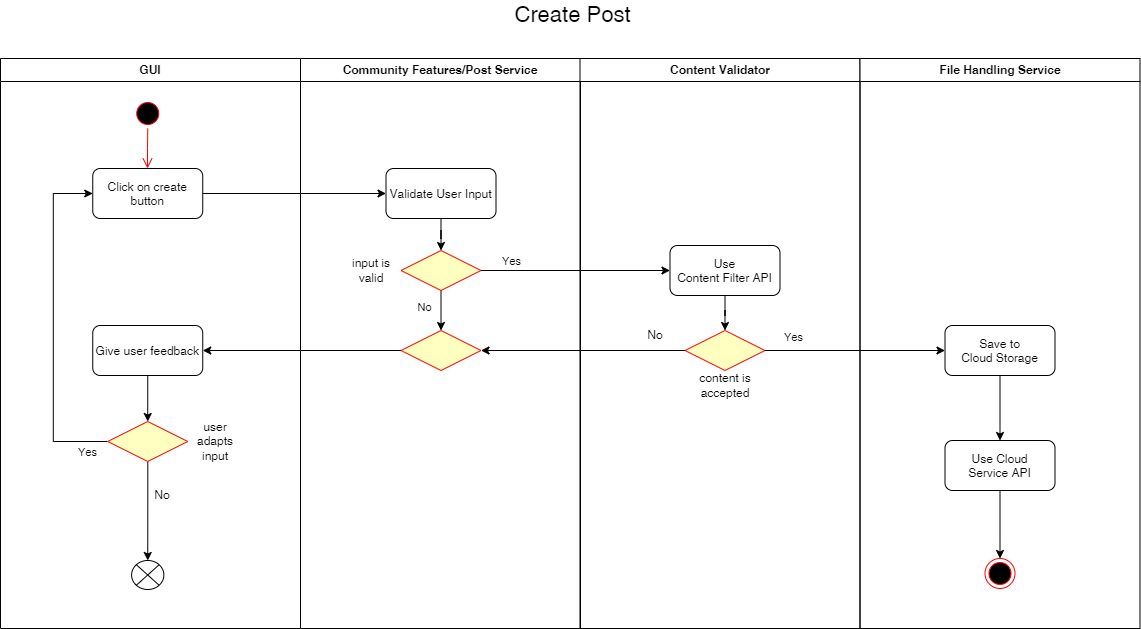 Create Post
GUI
Community Features/Post Service
Content Validator
File Handling Service
Click on create
button
Validate User Input
input is
valid
Yes
Use
Content Filter API
No
Give user feedback
No
Yes
content is
accepted
Save to
Cloud Storage
user
adapts
input
Yes
No
Use Cloud
Service API